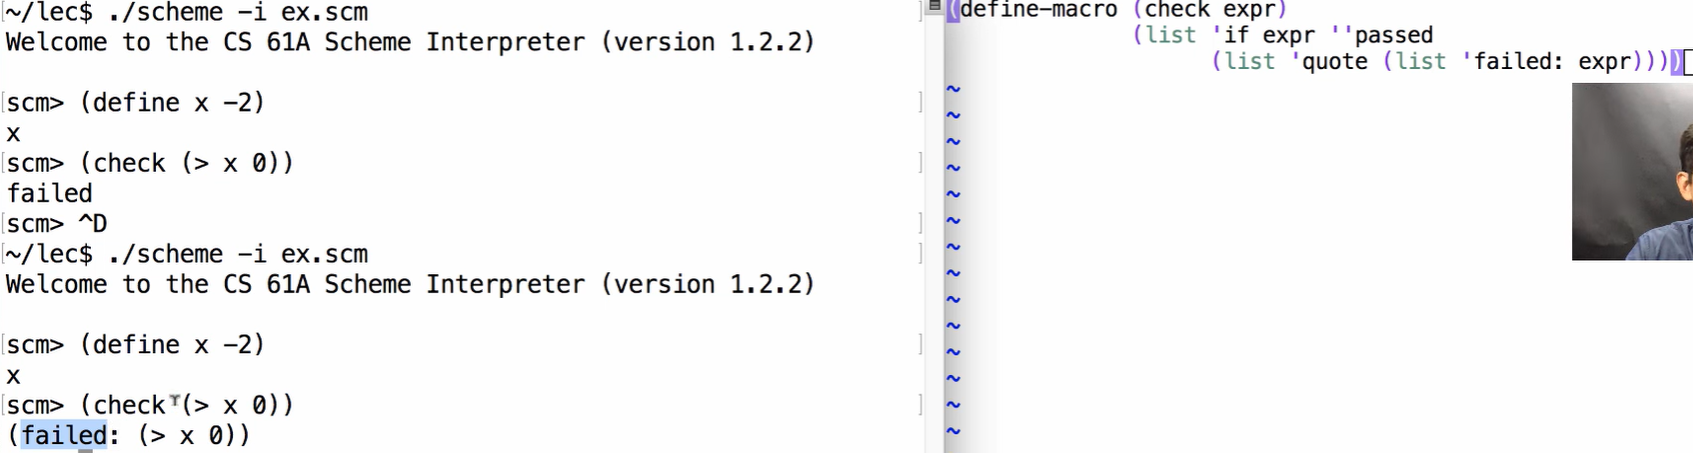 ~/lec$ ./scheme -i ex.scm
Welcome to the CS 61A Scheme Interpreter (version 1.2.2)
scm> (define x -2)
x
scm> (check (> x 0))
failed
scm> ^D
~/lec$ ./scheme -i ex.scm
Welcome to the CS 61A Scheme Interpreter (version 1.2.2)
scm> (define x -2)
x
scm> (check (> x 0))
(failed: (> x 0))
(define-macro (check expr)
(list 'if expr ''passed
(list 'quote (list 'failed: expr))))
~
~
~
~
~
~
~
~
~
~
~
~
~
~